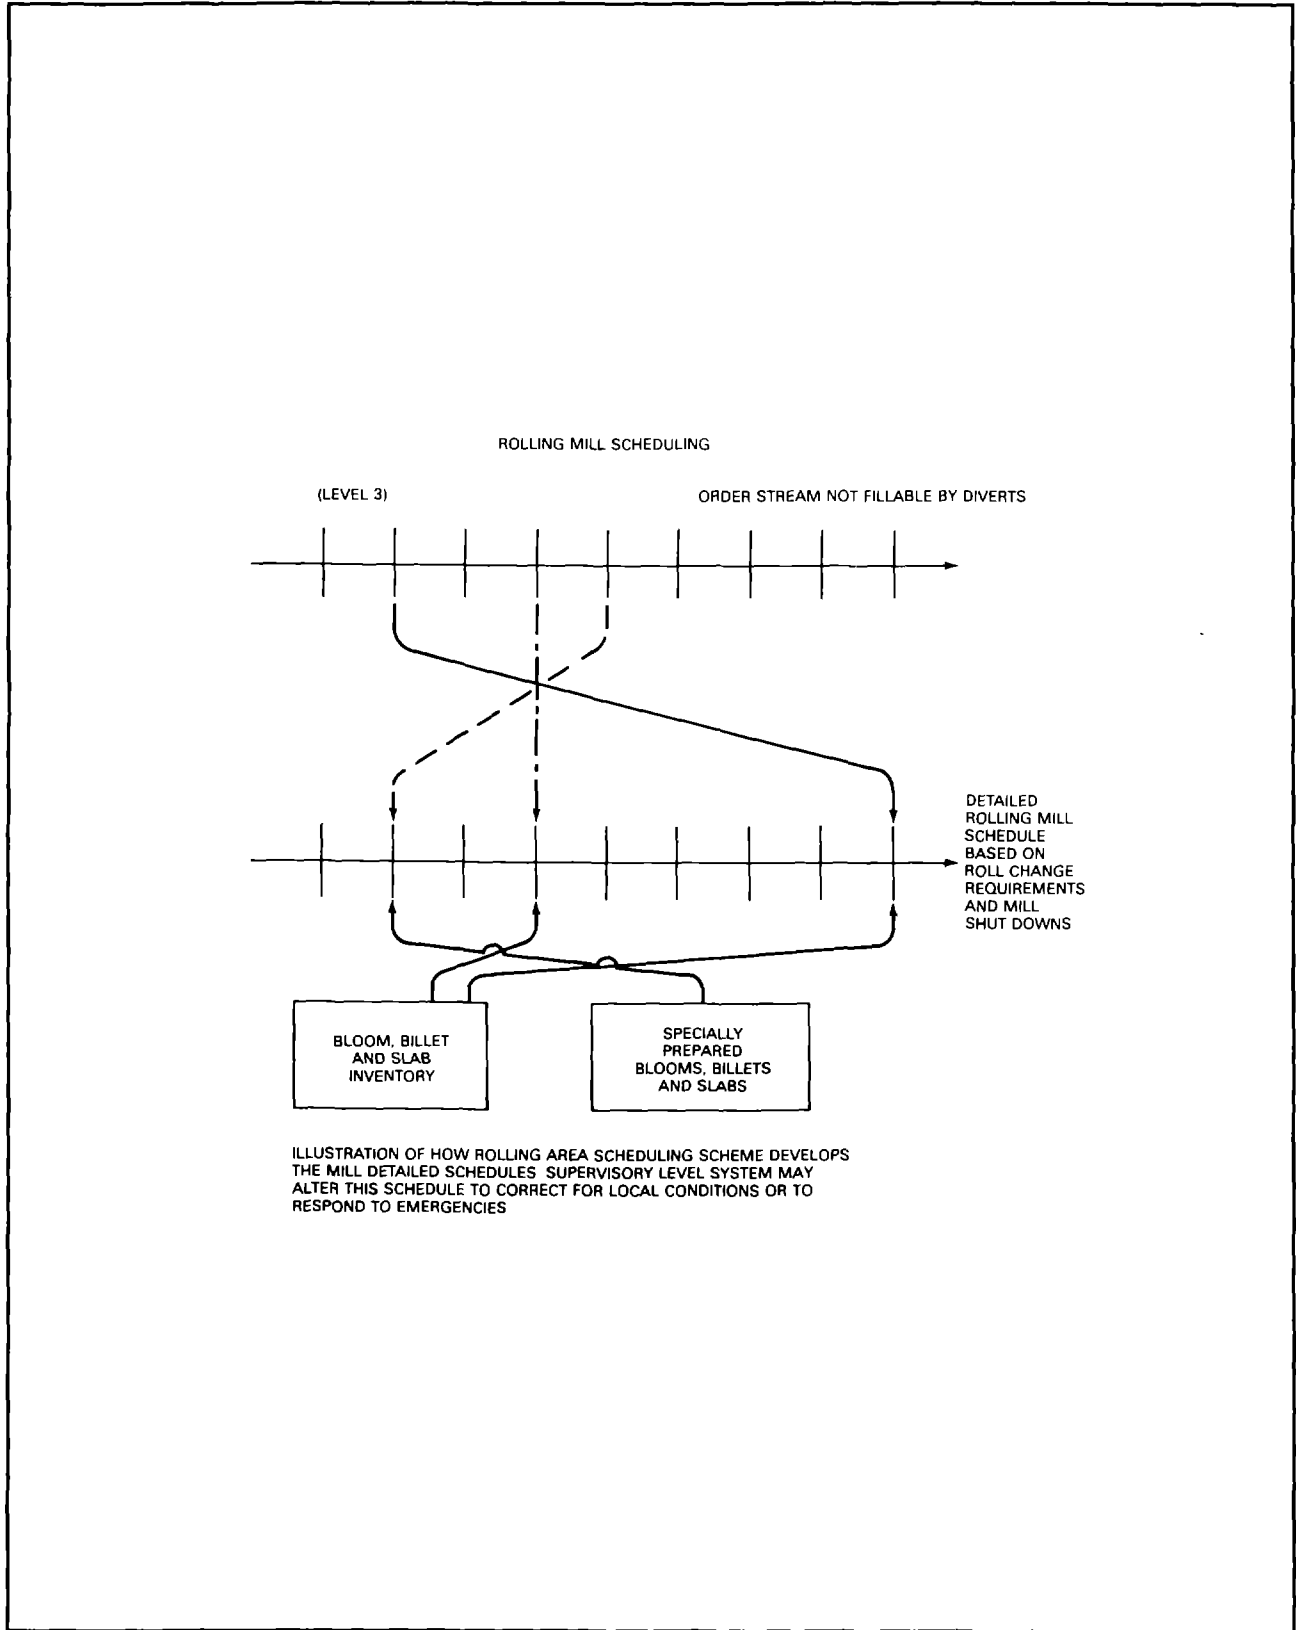 ROLLING MILL SCHEDULING
(LEVEL 3)
ORDER STREAM NOT FILLABLE BY DIVERTS
DETAILED
ROLLING MILL
SCHEDULE
BASED ON
ROLL CHANGE
REQUIREMENTS
AND MILL
SHUT DOWNS
BLOOM, BILLET
AND SLAB
INVENTORY
SPECIALLY
PREPARED
BLOOMS, BILLETS
AND SLABS
ILLUSTRATION OF HOW ROLLING AREA SCHEDULING SCHEME DEVELOPS
THE MILL DETAILED SCHEDULES SUPERVISORY LEVEL SYSTEM MAY
ALTER THIS SCHEDULE TO CORRECT FOR LOCAL CONDITIONS OR TO
RESPOND TO EMERGENCIES